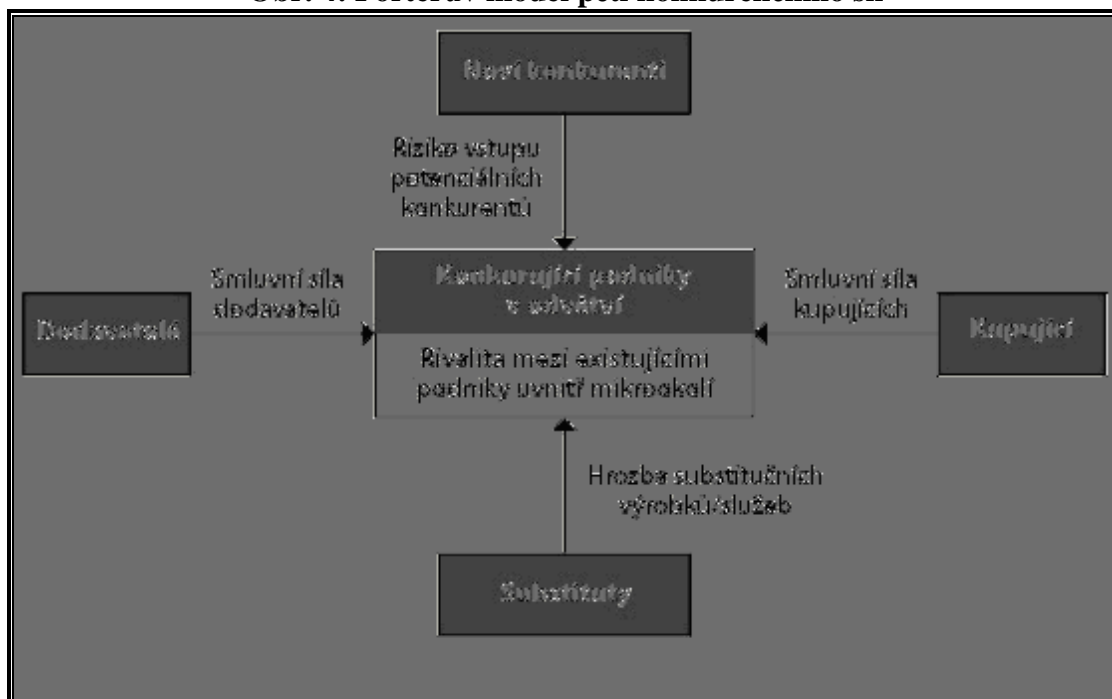 Noví konkurenti
Riziko vstupu
potenciálních
konkurentů
Smluvní síla
dodavatelů
Konkurující podniky
v odvětví
Smluvní síla
kupujících
Dodavatelé
Kupující
Rivalita mezi existujícími
podniky uvnitř mikrookolí
Hrozba substitučních
výrobků/služeb
Substituty